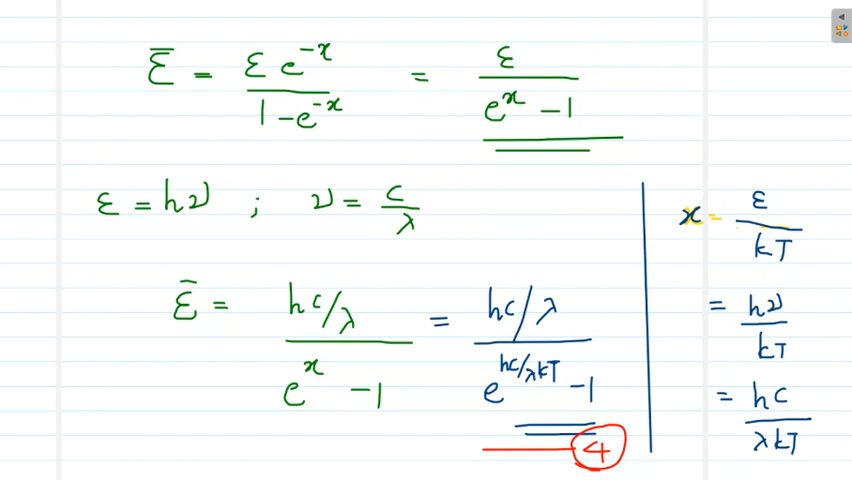 ε̄ = ε e^{-x} / (1 - e^{-x}) = ε / (e^{x} - 1)
ε = hν ; ν = c/λ
ε̄ = (hc/λ) / (e^{x} - 1) = (hc/λ) / (e^{hc/λkT} - 1)
4
x = ε / kT
= hν / kT
= hc / λkT